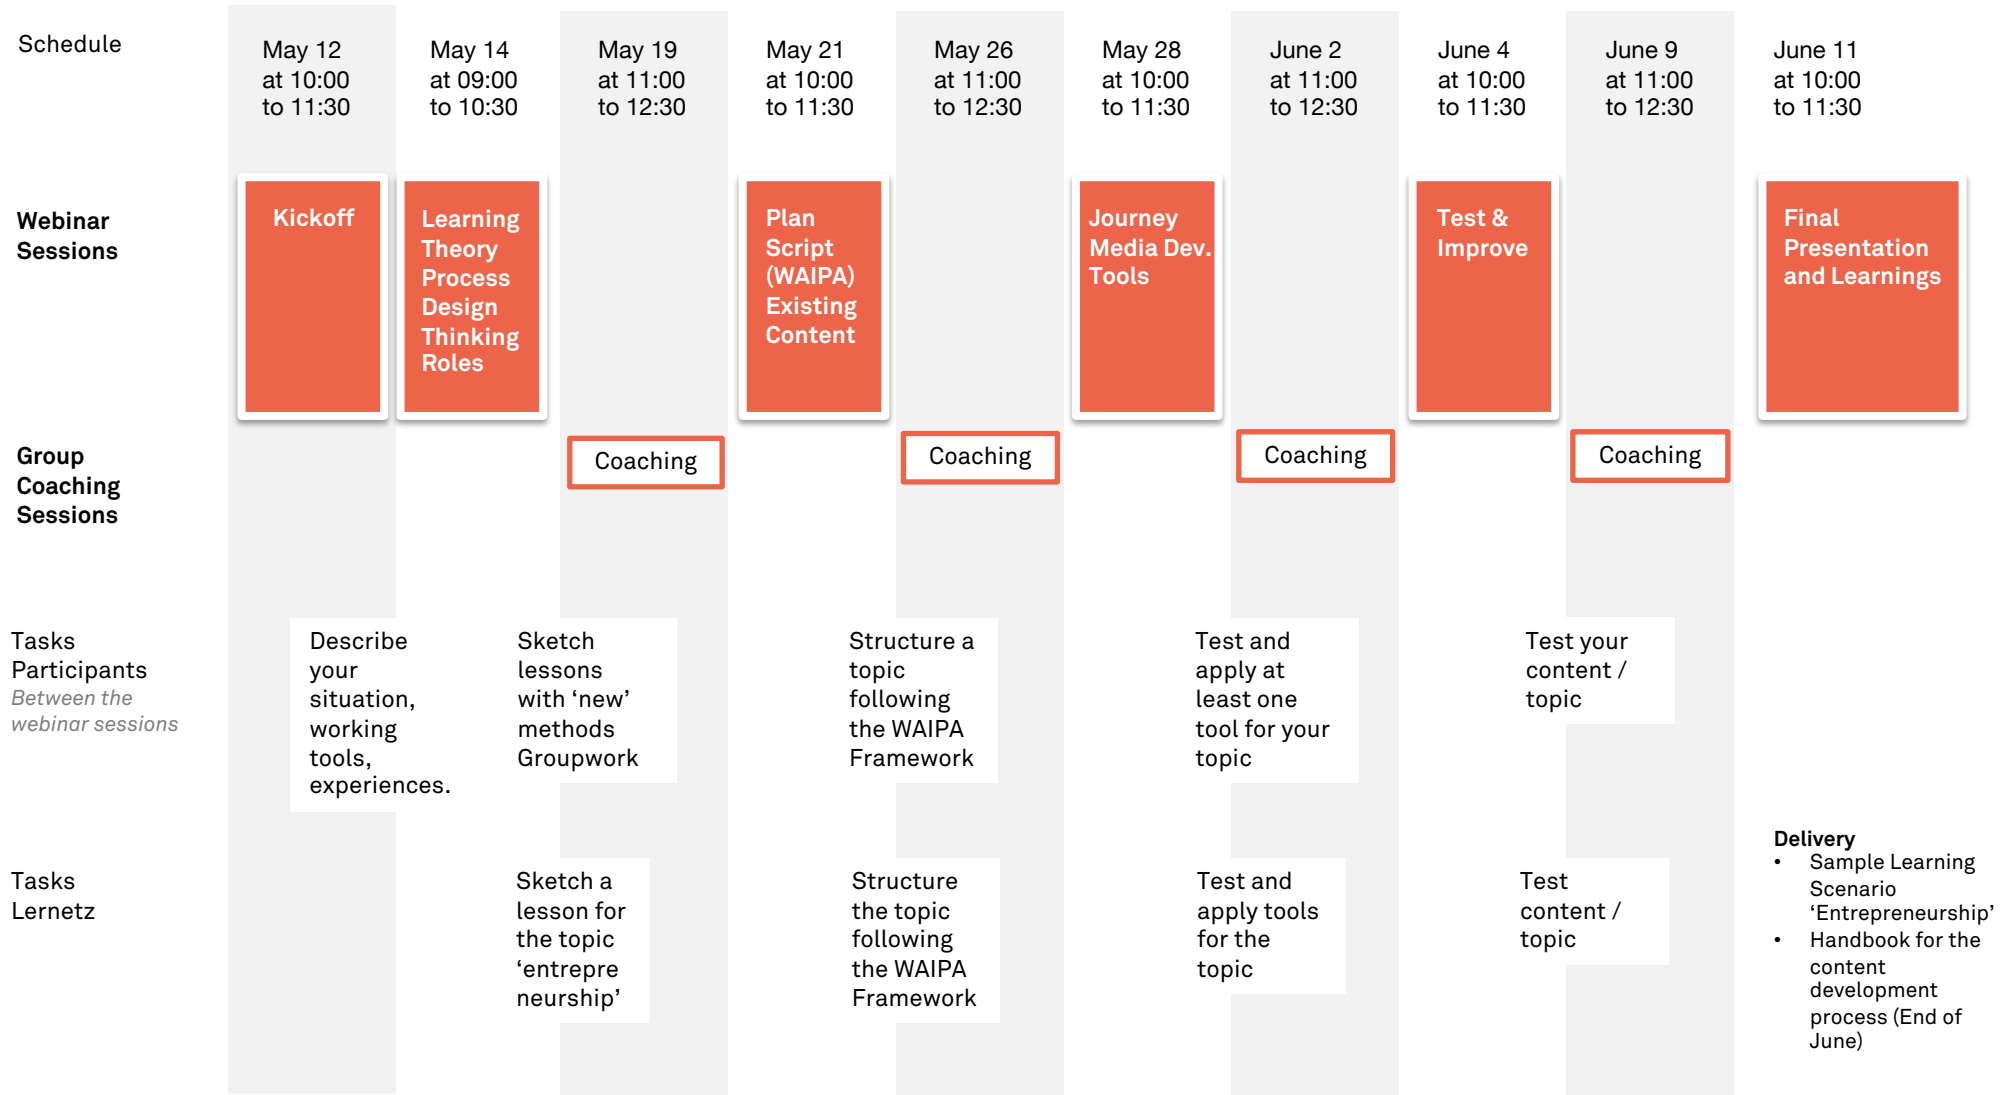 Schedule
May 12
at 10:00
to 11:30
May 14
at 09:00
to 10:30
May 19
at 11:00
to 12:30
May 21
at 10:00
to 11:30
May 26
at 11:00
to 12:30
May 28
at 10:00
to 11:30
June 2
at 11:00
to 12:30
June 4
at 10:00
to 11:30
June 9
at 11:00
to 12:30
June 11
at 10:00
to 11:30
Webinar
Sessions
Kickoff
Learning
Theory
Process
Design
Thinking
Roles
Plan
Script
(WAIPA)
Existing
Content
Journey
Media Dev.
Tools
Test &
Improve
Final
Presentation
and Learnings
Group
Coaching
Sessions
Coaching
Coaching
Coaching
Coaching
Tasks
Participants
Between the
webinar sessions
Describe
your
situation,
working
tools,
experiences.
Sketch
lessons
with ‘new’
methods
Groupwork
Structure a
topic
following
the WAIPA
Framework
Test and
apply at
least one
tool for your
topic
Test your
content /
topic
Tasks
Lernetz
Sketch a
lesson for
the topic
‘entrepre
neurship’
Structure
the topic
following
the WAIPA
Framework
Test and
apply tools
for the
topic
Test
content /
topic
Delivery
• Sample Learning
Scenario
‘Entrepreneurship’
• Handbook for the
content
development
process (End of
June)